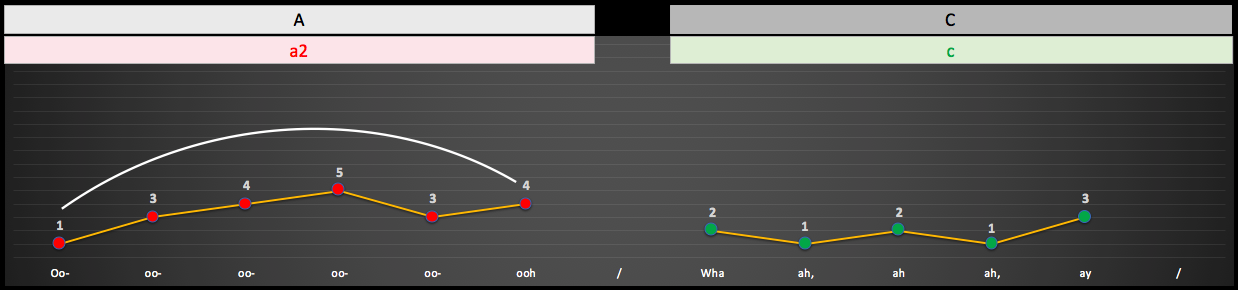 A C
a2 c
1 3 4 5 3 4 2 1 2 1 3
Oo- oo- oo- oo- oo- ooh / Wha ah, ah ah, ay /